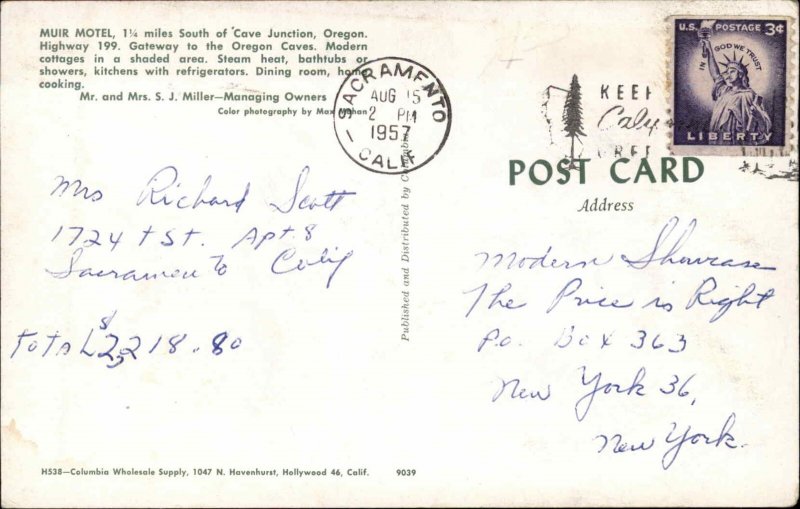 MUIR MOTEL, 1¼ miles South of Cave Junction, Oregon.
Highway 199. Gateway to the Oregon Caves. Modern
cottages in a shaded area. Steam heat, bathtubs or
showers, kitchens with refrigerators. Dining room, home
cooking.
Mr. and Mrs. S. J. Miller—Managing Owners
Color photography by Max Mahan
SACRAMENTO
AUG 15
2 PM
1957
CALIF.
KEEP
U.S. POSTAGE 3¢
IN GOD WE TRUST
LIBERTY
POST CARD
Address
Published and Distributed by
Mrs Richard Scott
1724 T St. Apt. 8
Sacramento Calif
Total $2,218.80
Modern Showcase
The Price is Right
P.O. Box 363
New York 36,
New York.
H538—Columbia Wholesale Supply, 1047 N. Havenhurst, Hollywood 46, Calif. 9039